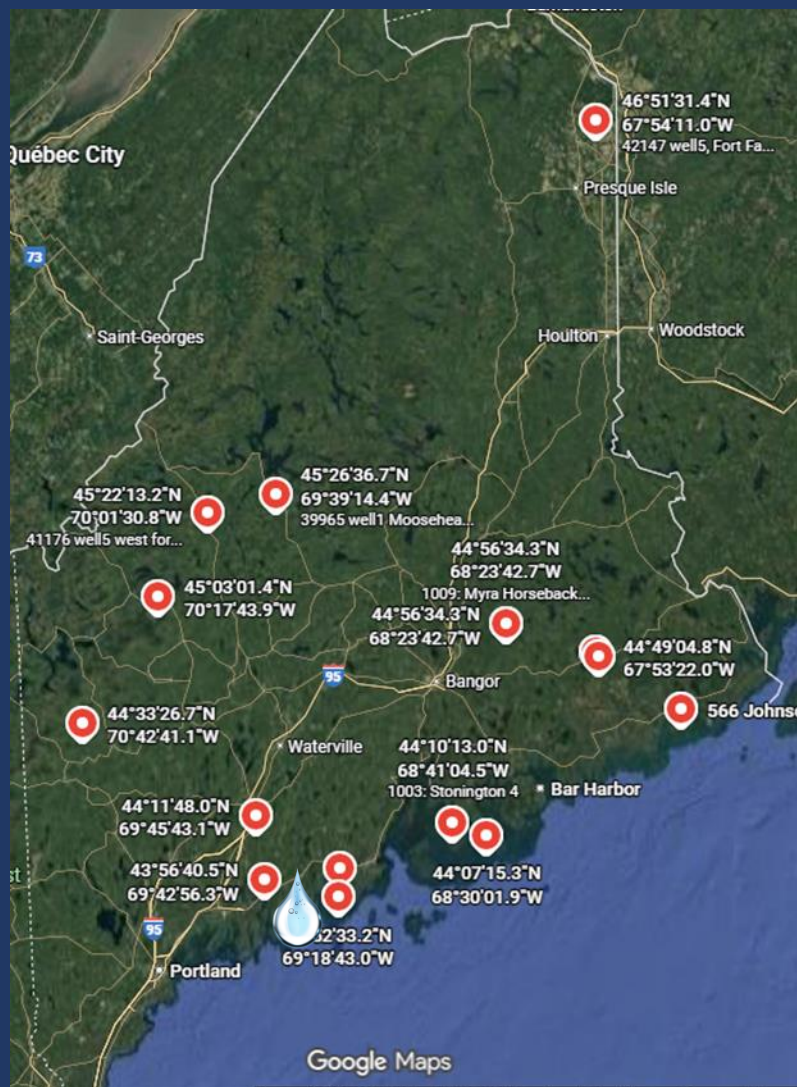 46°51'31.4"N
67°54'11.0"W
42147 well5, Fort Fa...
Québec City
Presque Isle
73
Saint-Georges
Houlton
Woodstock
45°26'36.7"N
69°39'14.4"W
39965 well1 Moosehea...
45°22'13.2"N
70°01'30.8"W
41176 well5 west for...
44°56'34.3"N
68°23'42.7"W
1009: Myra Horseback...
45°03'01.4"N
70°17'43.9"W
44°56'34.3"N
68°23'42.7"W
44°49'04.8"N
67°53'22.0"W
95
Bangor
566 Johns
44°33'26.7"N
70°42'41.1"W
Waterville
44°10'13.0"N
68°41'04.5"W
1003: Stonington 4
Bar Harbor
44°11'48.0"N
69°45'43.1"W
43°56'40.5"N
69°42'56.3"W
44°07'15.3"N
68°30'01.9"W
95
2'33.2"N
69°18'43.0"W
Portland
Google Maps